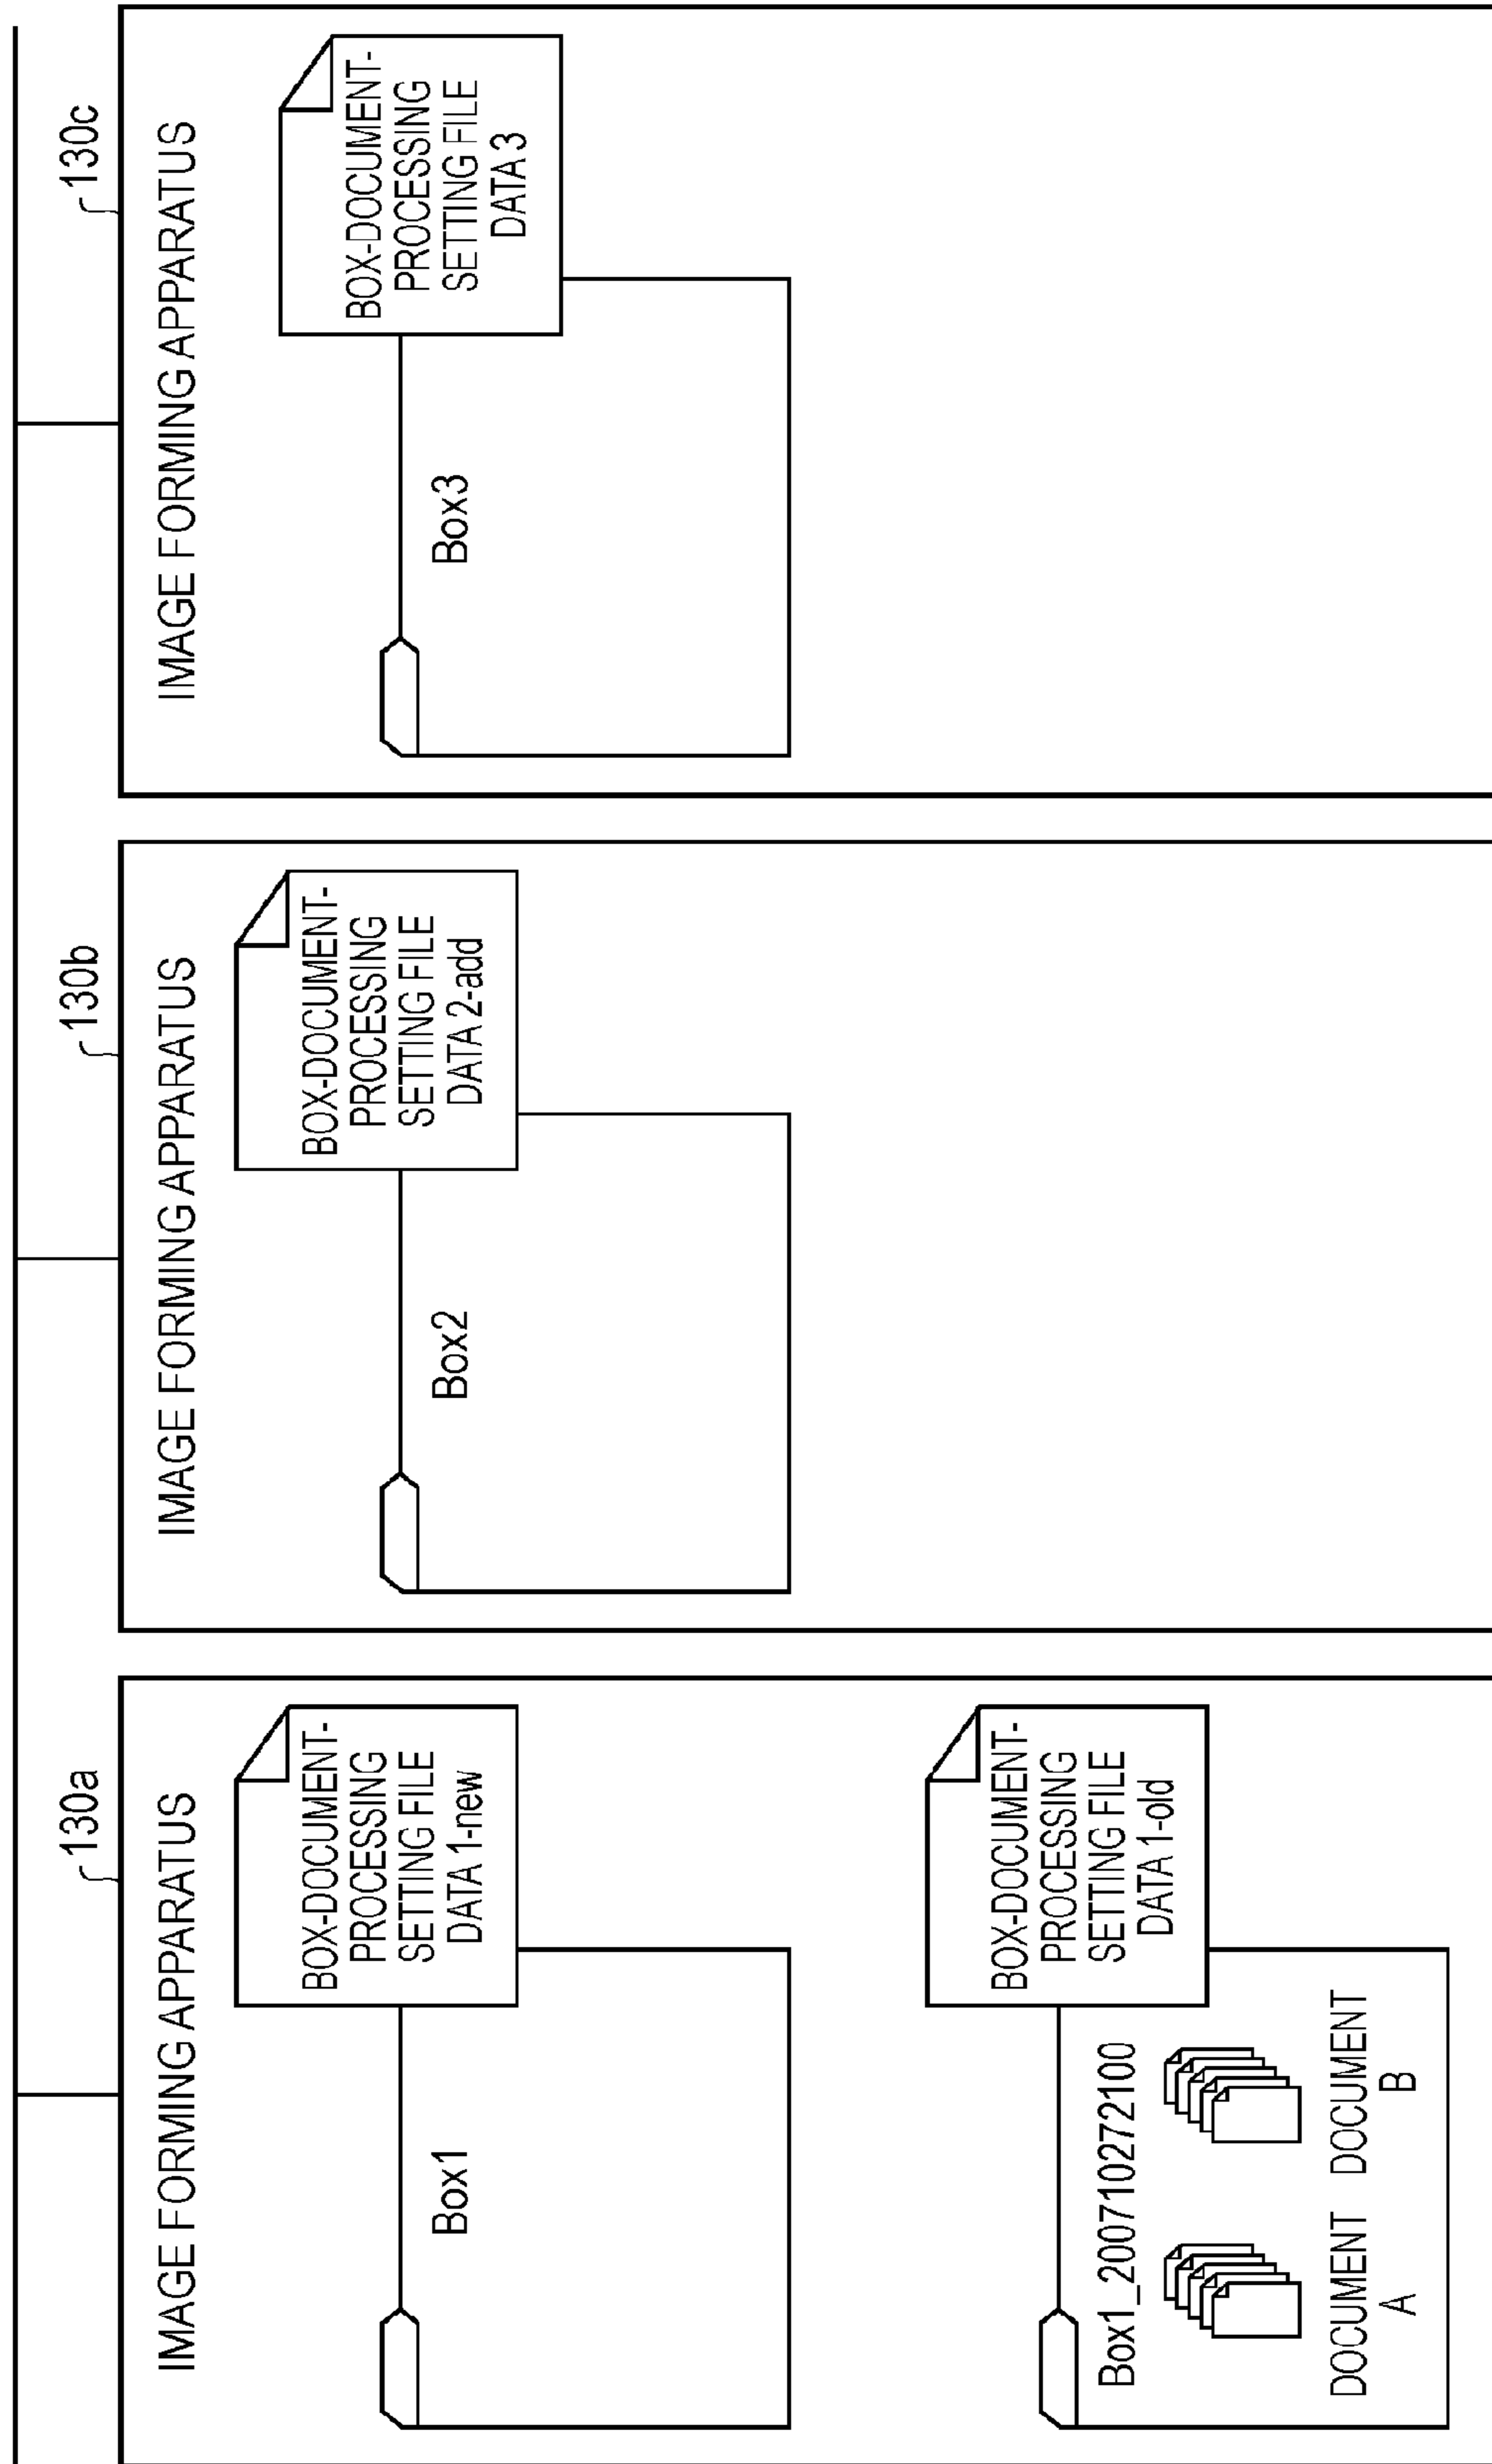 130a
IMAGE FORMING APPARATUS
BOX-DOCUMENT-
PROCESSING
SETTING FILE
DATA 1-new
Box1
BOX-DOCUMENT-
PROCESSING
SETTING FILE
DATA 1-old
Box1_200710272100
DOCUMENT
A
DOCUMENT
B
130b
IMAGE FORMING APPARATUS
BOX-DOCUMENT-
PROCESSING
SETTING FILE
DATA 2-add
Box2
130c
IMAGE FORMING APPARATUS
BOX-DOCUMENT-
PROCESSING
SETTING FILE
DATA 3
Box3